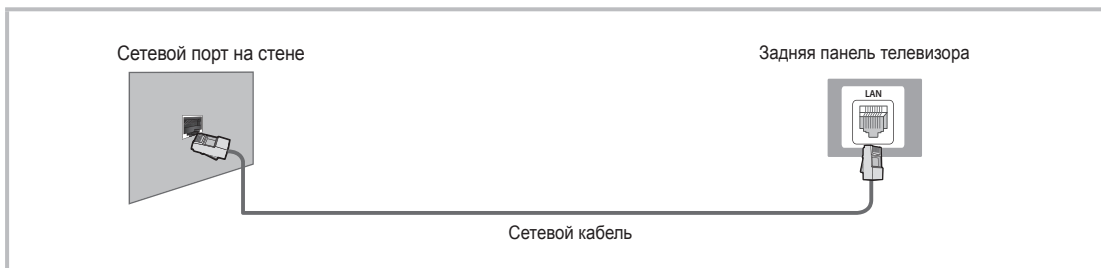 Сетевой порт на стене
Задняя панель телевизора
LAN
Сетевой кабель